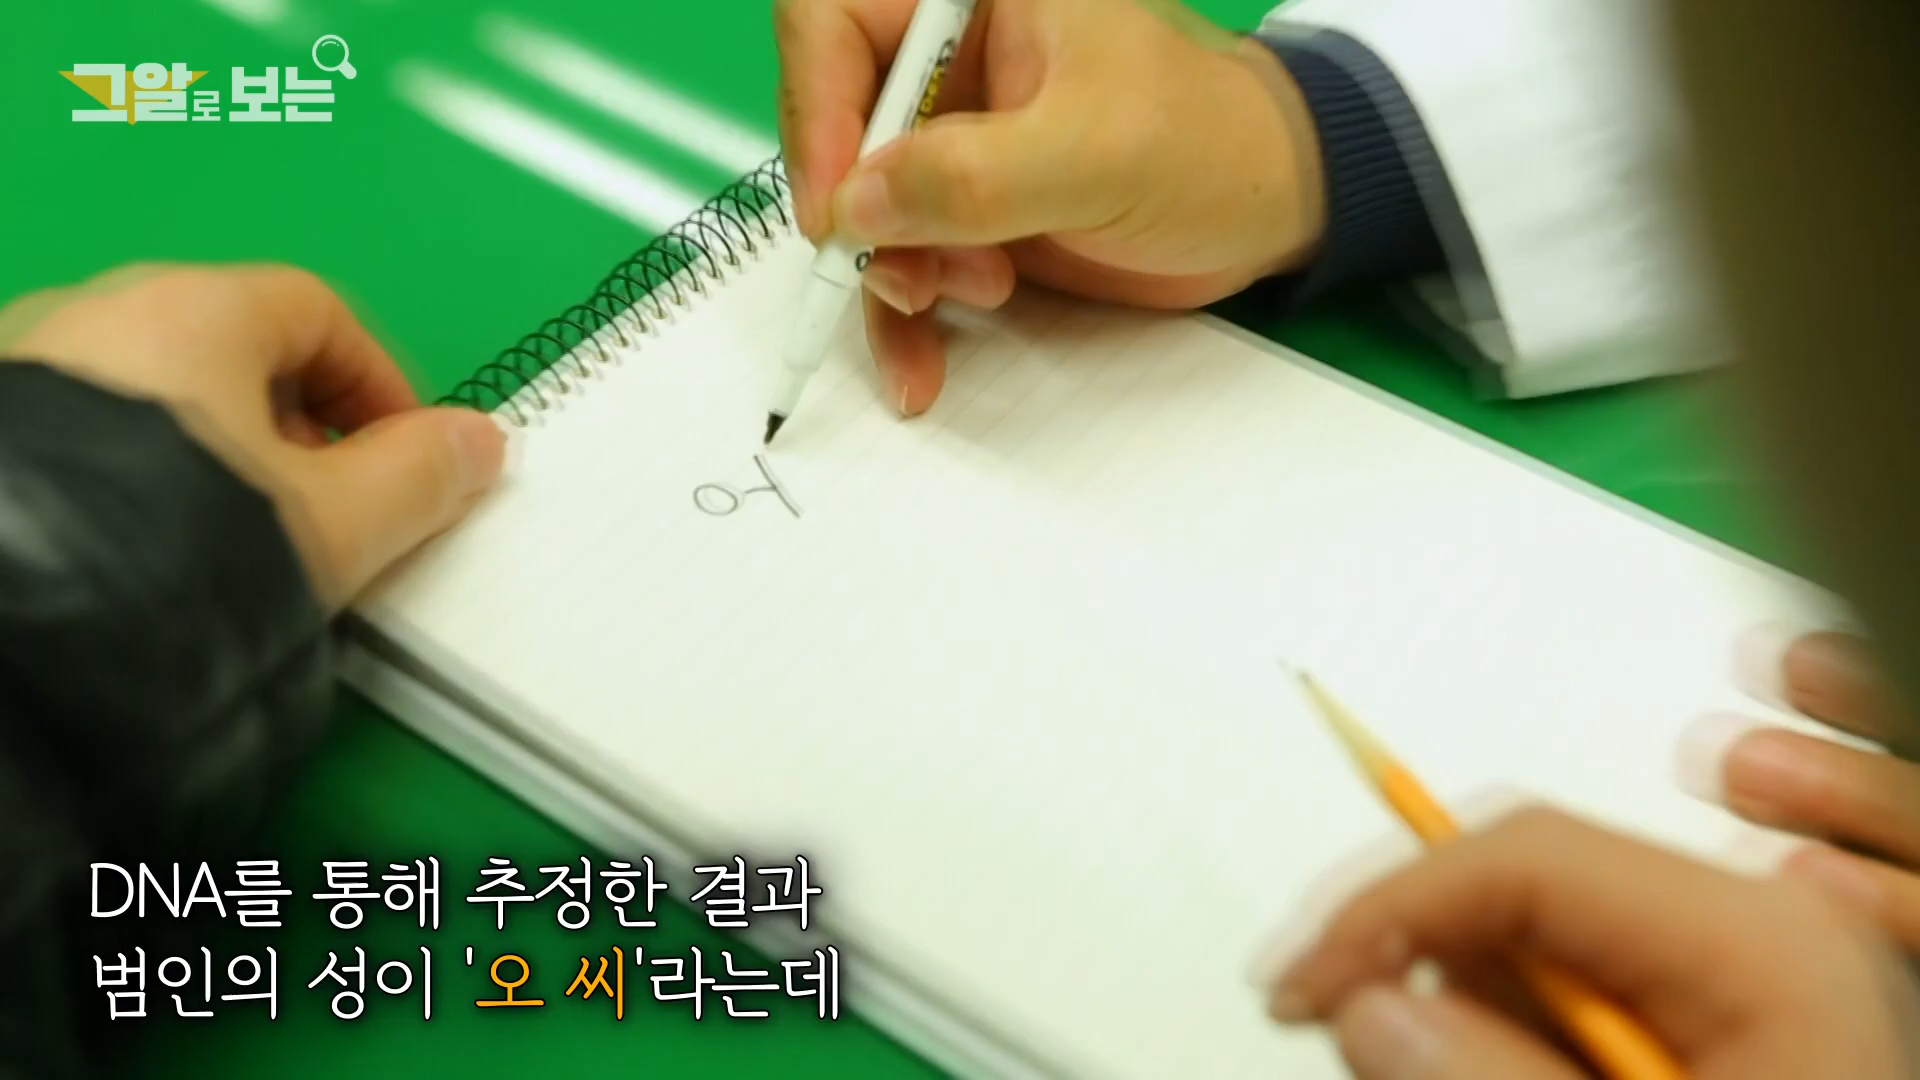 그알로 보는
오
DNA를 통해 추정한 결과
범인의 성이 '오 씨'라는데